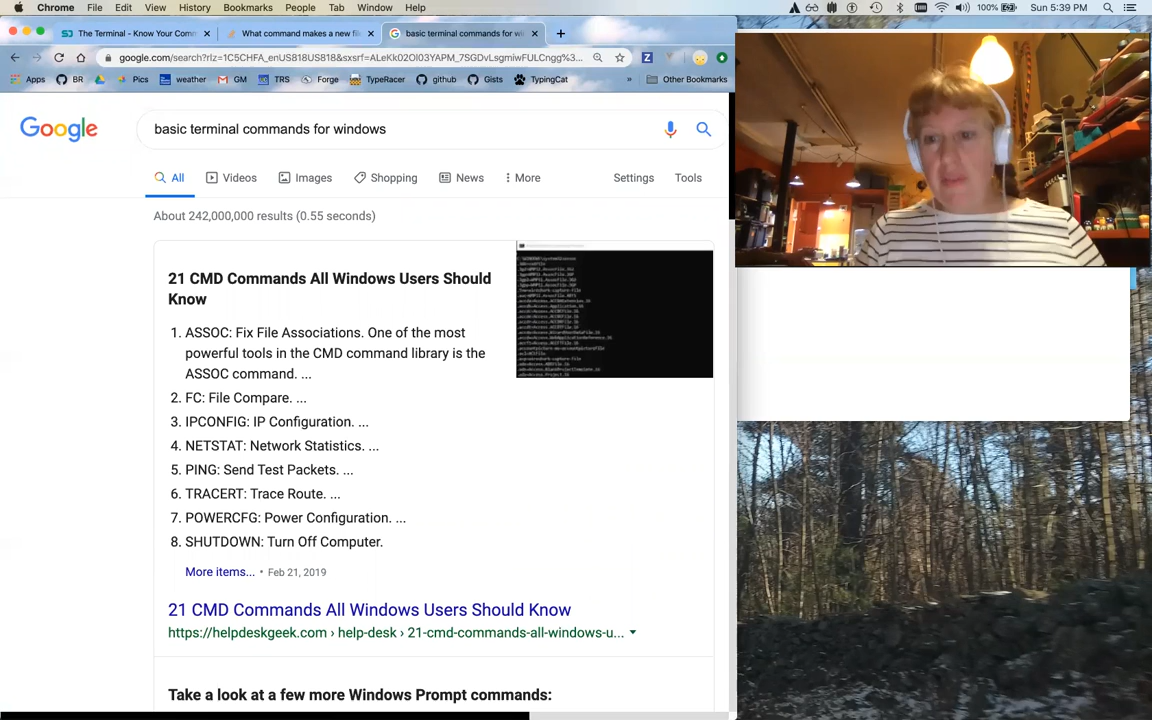 Chrome File Edit View History Bookmarks People Tab Window Help 100% Sun 5:39 PM
The Terminal - Know Your Com What command makes a new fil basic terminal commands for wi
google.com/search?rlz=1C5CHFA_enUS818US818&sxsrf=ALeKk02OI03YAPM_7SGDvLsgmiwFULCngg%3...
Apps BR Pics weather GM TRS Forge TypeRacer github Gists TypingCat » Other Bookmarks
Google basic terminal commands for windows
All Videos Images Shopping News More Settings Tools
About 242,000,000 results (0.55 seconds)
21 CMD Commands All Windows Users Should
Know
1. ASSOC: Fix File Associations. One of the most
powerful tools in the CMD command library is the
ASSOC command. ...
2. FC: File Compare. ...
3. IPCONFIG: IP Configuration. ...
4. NETSTAT: Network Statistics. ...
5. PING: Send Test Packets. ...
6. TRACERT: Trace Route. ...
7. POWERCFG: Power Configuration. ...
8. SHUTDOWN: Turn Off Computer.
More items... • Feb 21, 2019
21 CMD Commands All Windows Users Should Know
https://helpdeskgeek.com › help-desk › 21-cmd-commands-all-windows-u...
Take a look at a few more Windows Prompt commands: